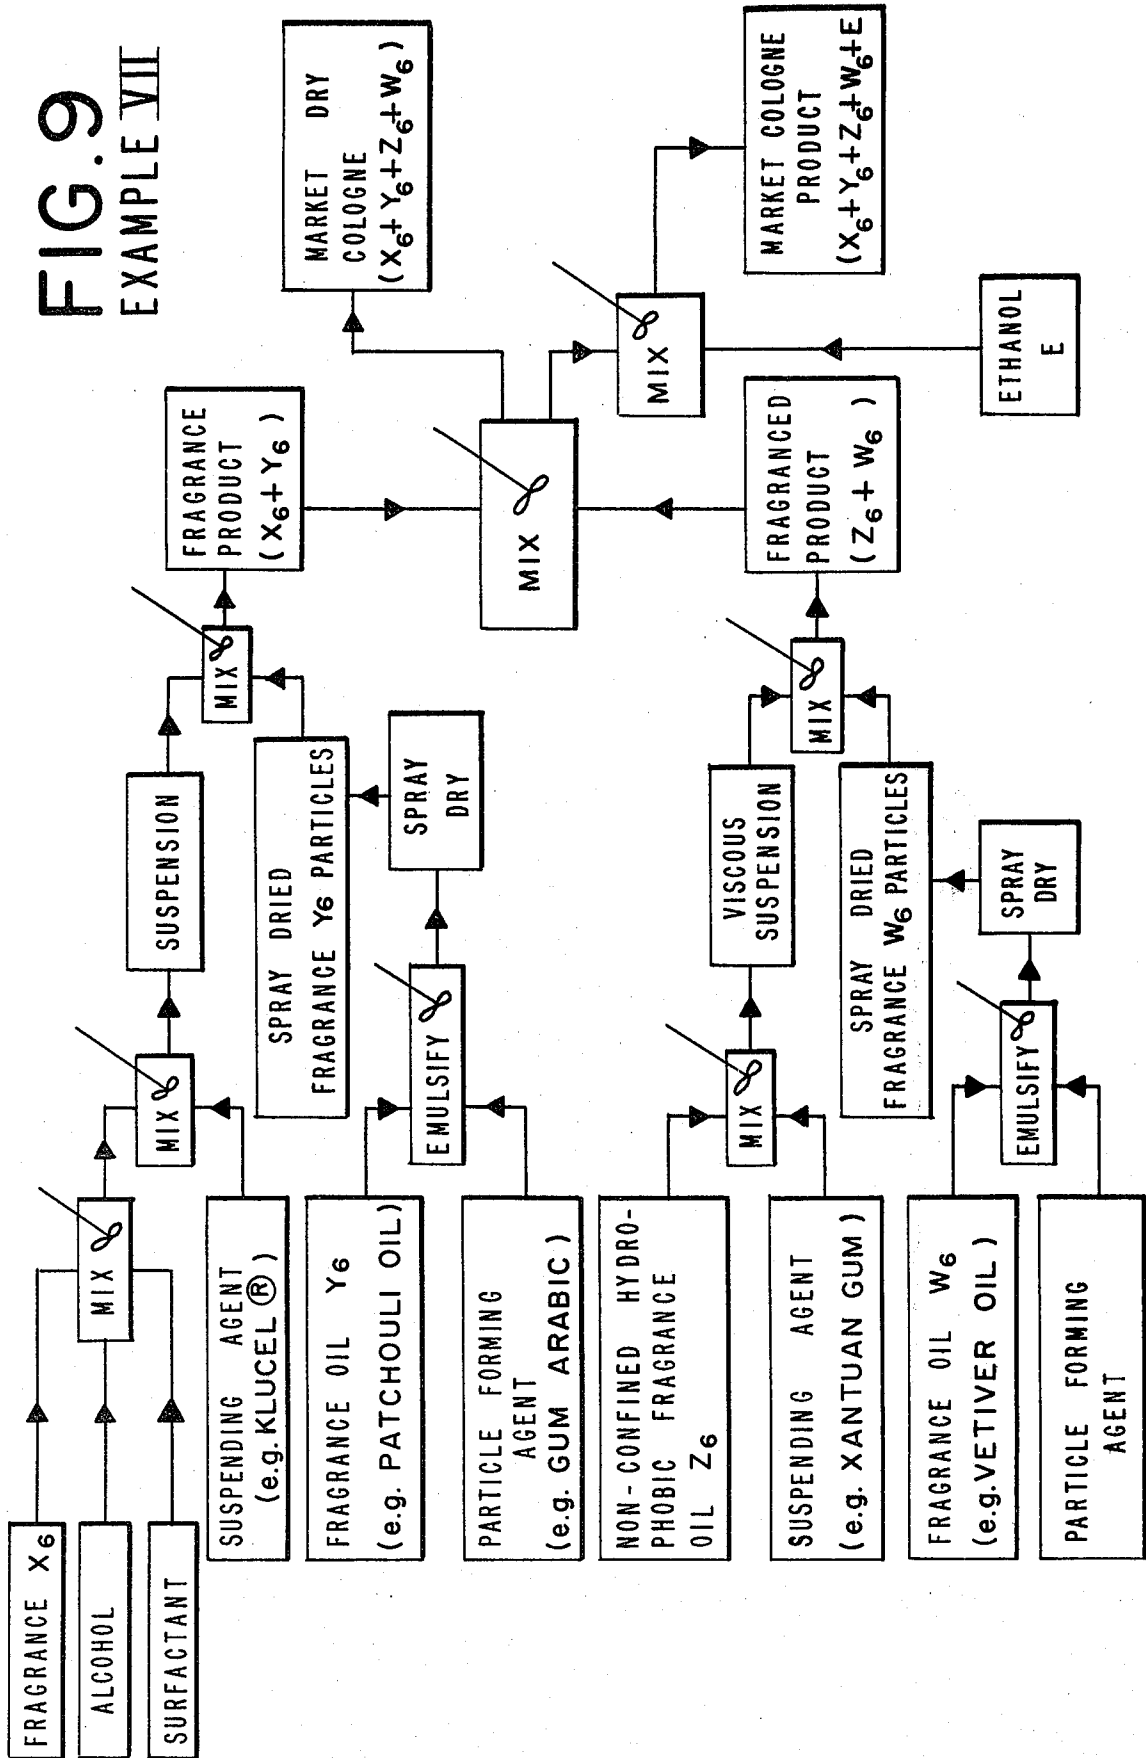 FIG.9
EXAMPLE VII
FRAGRANCE X6
ALCOHOL
SURFACTANT
MIX
SUSPENDING AGENT
(e.g. KLUCEL ®)
MIX
SUSPENSION
FRAGRANCE OIL Y6
(e.g. PATCHOULI OIL)
PARTICLE FORMING
AGENT
(e.g. GUM ARABIC)
EMULSIFY
SPRAY
DRY
SPRAY DRIED
FRAGRANCE Y6 PARTICLES
MIX
FRAGRANCE
PRODUCT
(X6+Y6)
NON-CONFINED HYDRO-
PHOBIC FRAGRANCE
OIL Z6
SUSPENDING AGENT
(e.g. XANTUAN GUM)
MIX
VISCOUS
SUSPENSION
FRAGRANCE OIL W6
(e.g. VETIVER OIL)
PARTICLE FORMING
AGENT
EMULSIFY
SPRAY
DRY
SPRAY DRIED
FRAGRANCE W6 PARTICLES
MIX
FRAGRANCED
PRODUCT
(Z6+W6)
MIX
MARKET DRY
COLOGNE
(X6+Y6+Z6+W6)
ETHANOL
E
MIX
MARKET COLOGNE
PRODUCT
(X6+Y6+Z6+W6+E